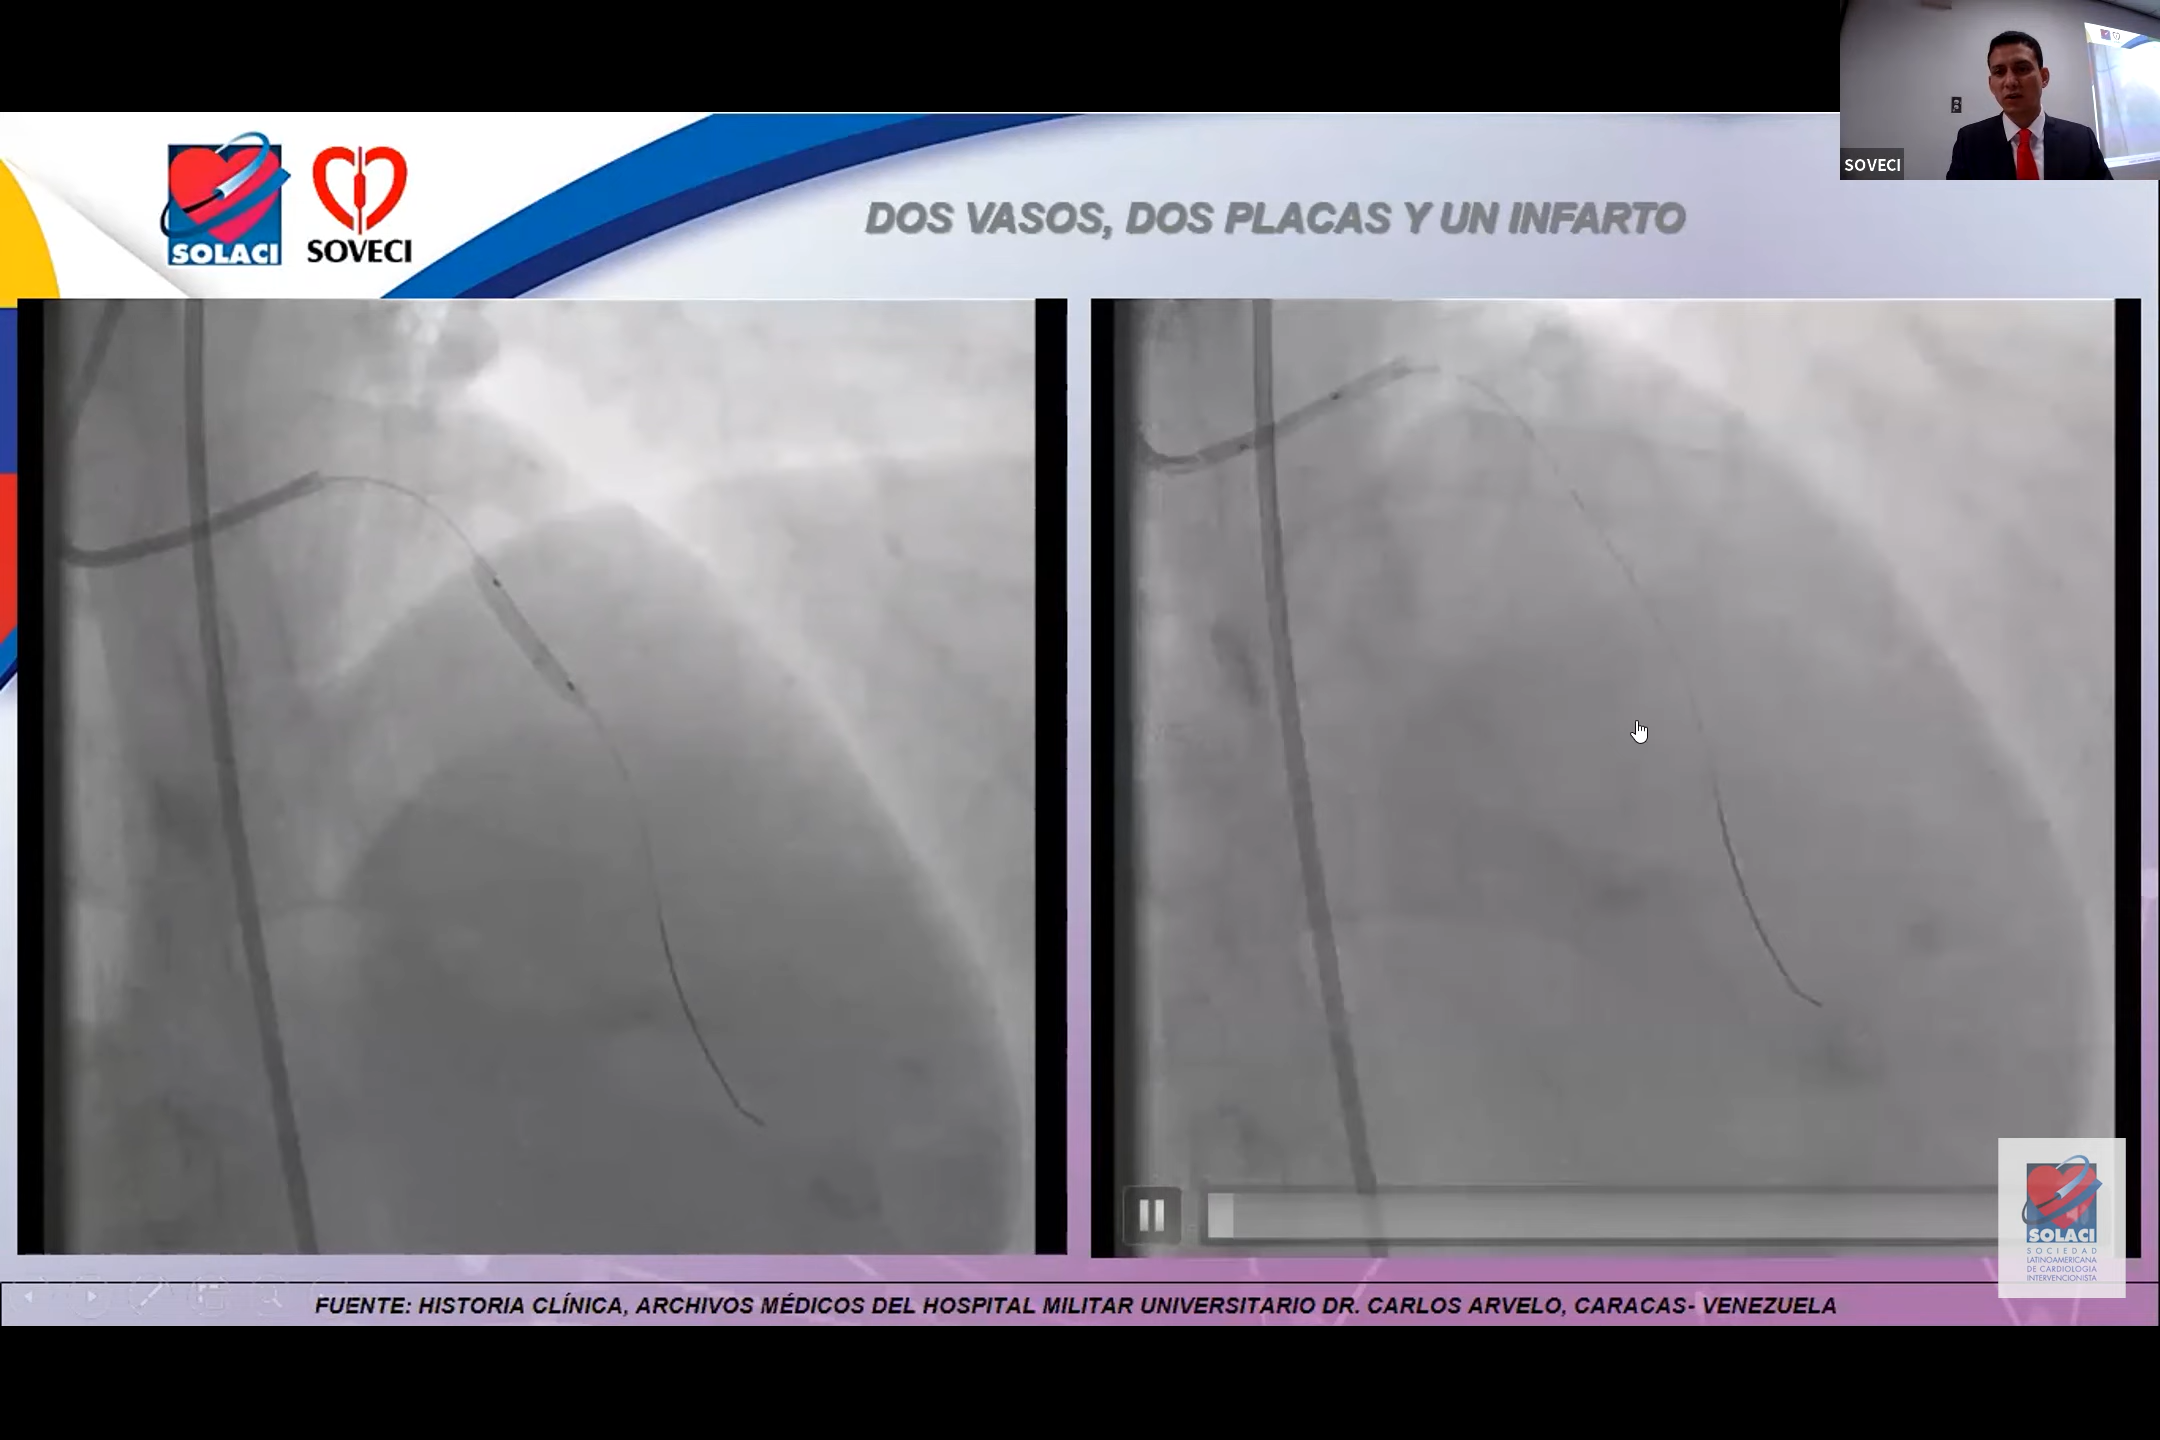 SOVECI
SOLACI
SOVECI
DOS VASOS, DOS PLACAS Y UN INFARTO
SOLACI
SOCIEDAD
LATINOAMERICANA
DE CARDIOLOGIA
INTERVENCIONISTA
FUENTE: HISTORIA CLÍNICA, ARCHIVOS MÉDICOS DEL HOSPITAL MILITAR UNIVERSITARIO DR. CARLOS ARVELO, CARACAS- VENEZUELA